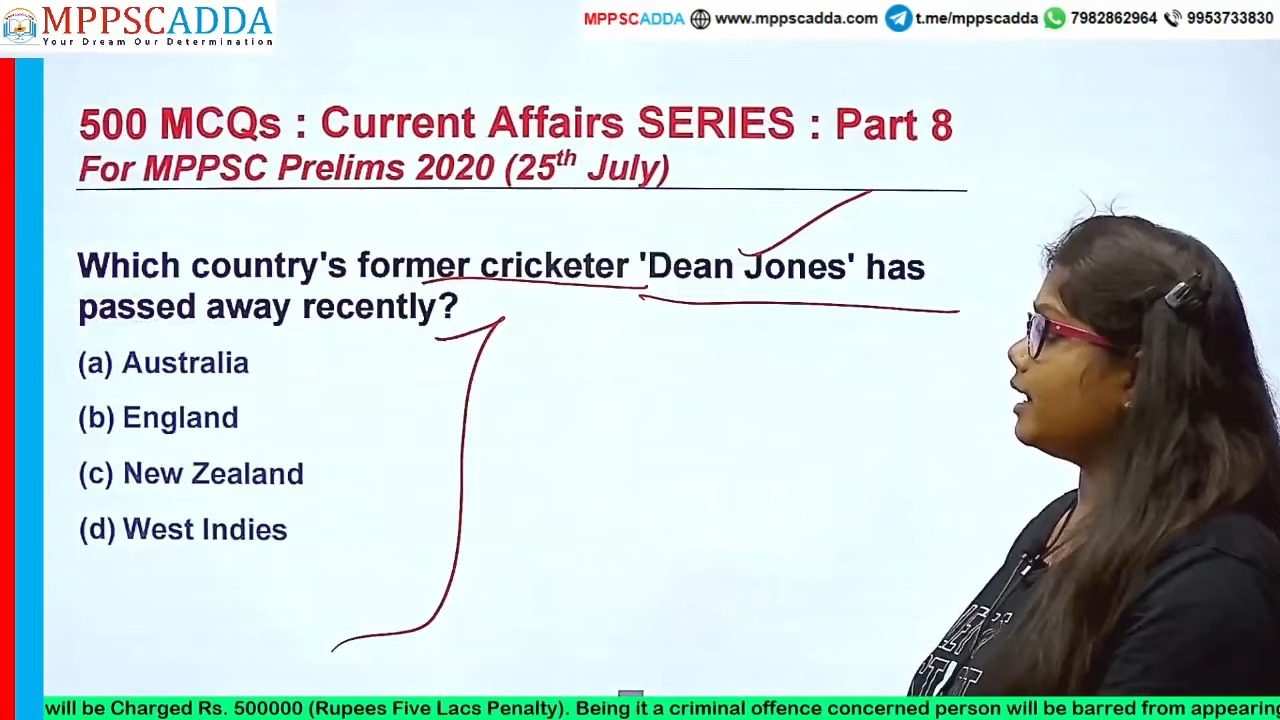 MPPSCADDA
Your Dream Our Determination
MPPSCADDA www.mppscadda.com t.me/mppscadda 7982862964 9953733830
500 MCQs : Current Affairs SERIES : Part 8
For MPPSC Prelims 2020 (25th July)
Which country's former cricketer 'Dean Jones' has
passed away recently?
(a) Australia
(b) England
(c) New Zealand
(d) West Indies
will be Charged Rs. 500000 (Rupees Five Lacs Penalty). Being it a criminal offence concerned person will be barred from appearing